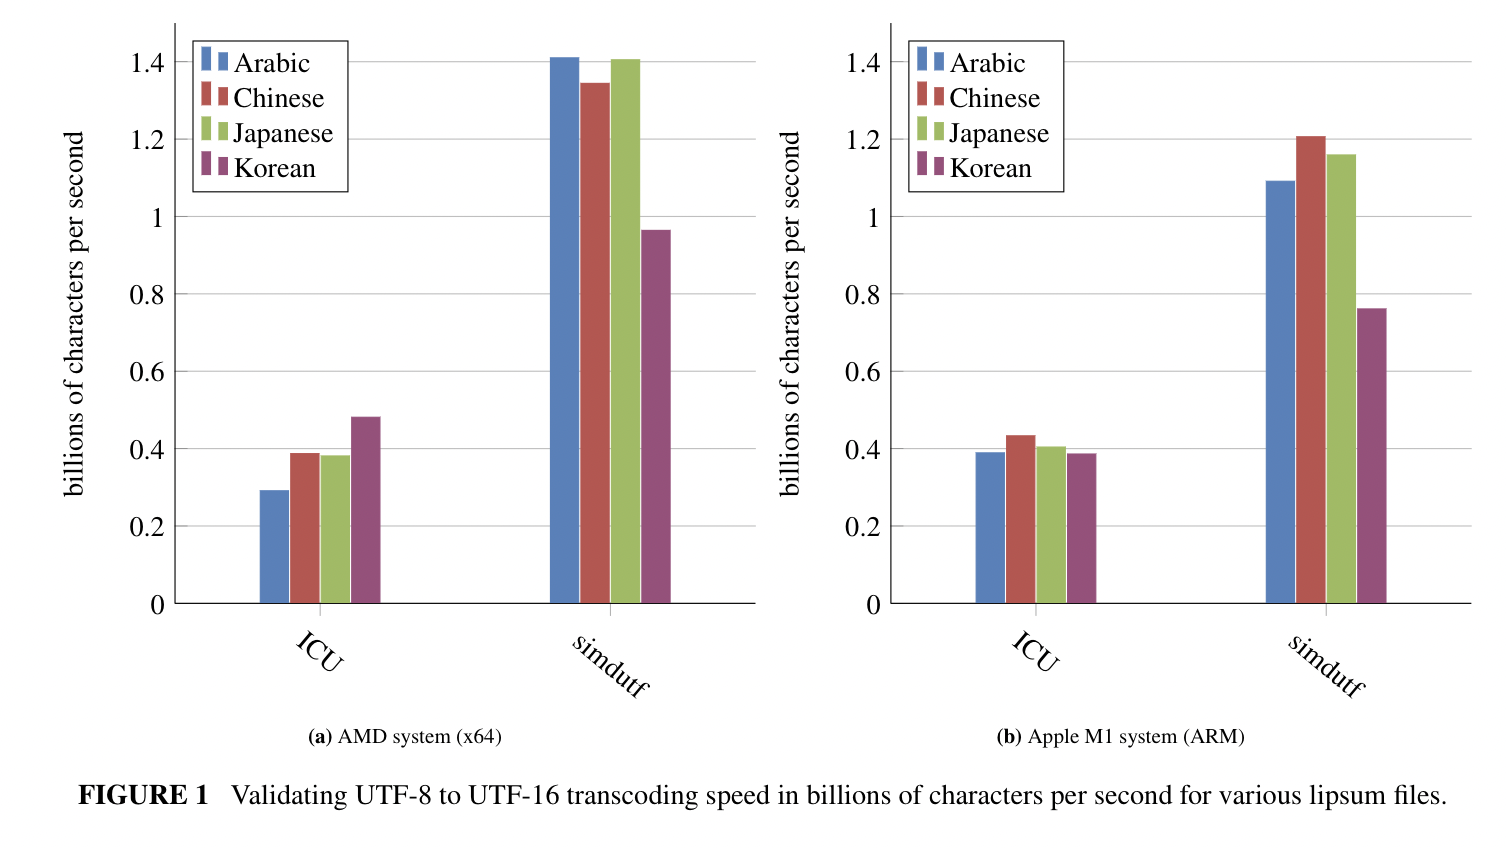 billions of characters per second
1.4
1.2
1
0.8
0.6
0.4
0.2
0
Arabic
Chinese
Japanese
Korean
ICU
simdutf
(a) AMD system (x64)
billions of characters per second
1.4
1.2
1
0.8
0.6
0.4
0.2
0
Arabic
Chinese
Japanese
Korean
ICU
simdutf
(b) Apple M1 system (ARM)
FIGURE 1 Validating UTF-8 to UTF-16 transcoding speed in billions of characters per second for various lipsum files.